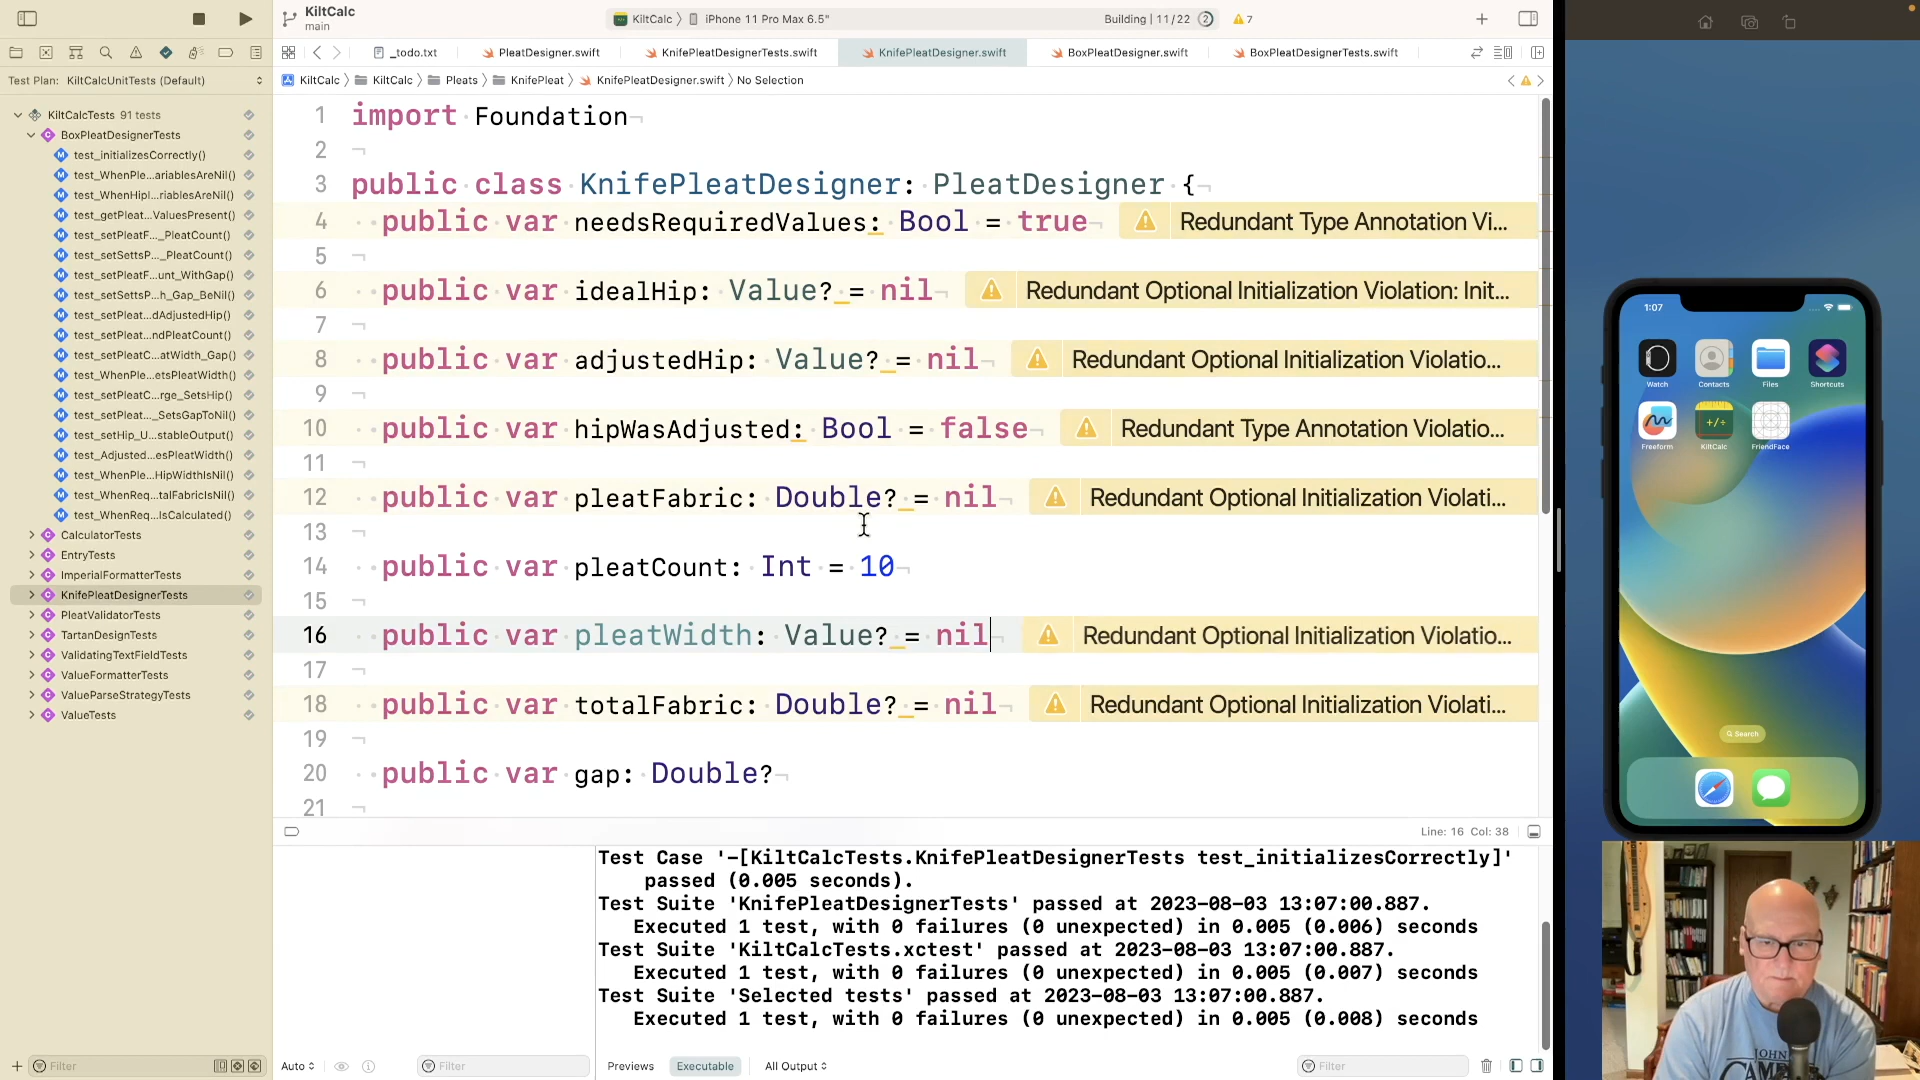 KiltCalc
main
KiltCalc 〉 iPhone 11 Pro Max 6.5"
Building | 11/22 2
7
_todo.txt
PleatDesigner.swift
KnifePleatDesignerTests.swift
KnifePleatDesigner.swift
BoxPleatDesigner.swift
BoxPleatDesignerTests.swift
Test Plan: KiltCalcUnitTests (Default)
KiltCalc 〉 KiltCalc 〉 Pleats 〉 KnifePleat 〉 KnifePleatDesigner.swift 〉 No Selection
KiltCalcTests 91 tests
BoxPleatDesignerTests
test_initializesCorrectly()
test_WhenPle...ariablesAreNil()
test_WhenHipI...riablesAreNil()
test_getPleat...ValuesPresent()
test_setPleatF..._PleatCount()
test_setSettsP..._PleatCount()
test_setPleatF...unt_WithGap()
test_setSettsP...h_Gap_BeNil()
test_setPleat...dAdjustedHip()
test_setPleat...ndPleatCount()
test_setPleatC...atWidth_Gap()
test_WhenPle...etsPleatWidth()
test_setPleatC...rge_SetsHip()
test_setPleat..._SetsGapToNil()
test_setHip_U...stableOutput()
test_Adjusted...esPleatWidth()
test_WhenPle...HipWidthIsNil()
test_WhenReq...talFabricIsNil()
test_WhenReq...IsCalculated()
CalculatorTests
EntryTests
ImperialFormatterTests
KnifePleatDesignerTests
PleatValidatorTests
TartanDesignTests
ValidatingTextFieldTests
ValueFormatterTests
ValueParseStrategyTests
ValueTests
Filter
1 import Foundation
2
3 public class KnifePleatDesigner: PleatDesigner {
4 public var needsRequiredValues: Bool = true Redundant Type Annotation Vi...
5
6 public var idealHip: Value? = nil Redundant Optional Initialization Violation: Init...
7
8 public var adjustedHip: Value? = nil Redundant Optional Initialization Violatio...
9
10 public var hipWasAdjusted: Bool = false Redundant Type Annotation Violatio...
11
12 public var pleatFabric: Double? = nil Redundant Optional Initialization Violati...
13
14 public var pleatCount: Int = 10
15
16 public var pleatWidth: Value? = nil Redundant Optional Initialization Violatio...
17
18 public var totalFabric: Double? = nil Redundant Optional Initialization Violati...
19
20 public var gap: Double?
21
Line: 16 Col: 38
Test Case '-[KiltCalcTests.KnifePleatDesignerTests test_initializesCorrectly]'
passed (0.005 seconds).
Test Suite 'KnifePleatDesignerTests' passed at 2023-08-03 13:07:00.887.
Executed 1 test, with 0 failures (0 unexpected) in 0.005 (0.006) seconds
Test Suite 'KiltCalcTests.xctest' passed at 2023-08-03 13:07:00.887.
Executed 1 test, with 0 failures (0 unexpected) in 0.005 (0.007) seconds
Test Suite 'Selected tests' passed at 2023-08-03 13:07:00.887.
Executed 1 test, with 0 failures (0 unexpected) in 0.005 (0.008) seconds
Auto
Filter
Previews
Executable
All Output
Filter
1:07
Watch Contacts Files Shortcuts
+/÷
Freeform KiltCalc FriendFace
Search
JOHN